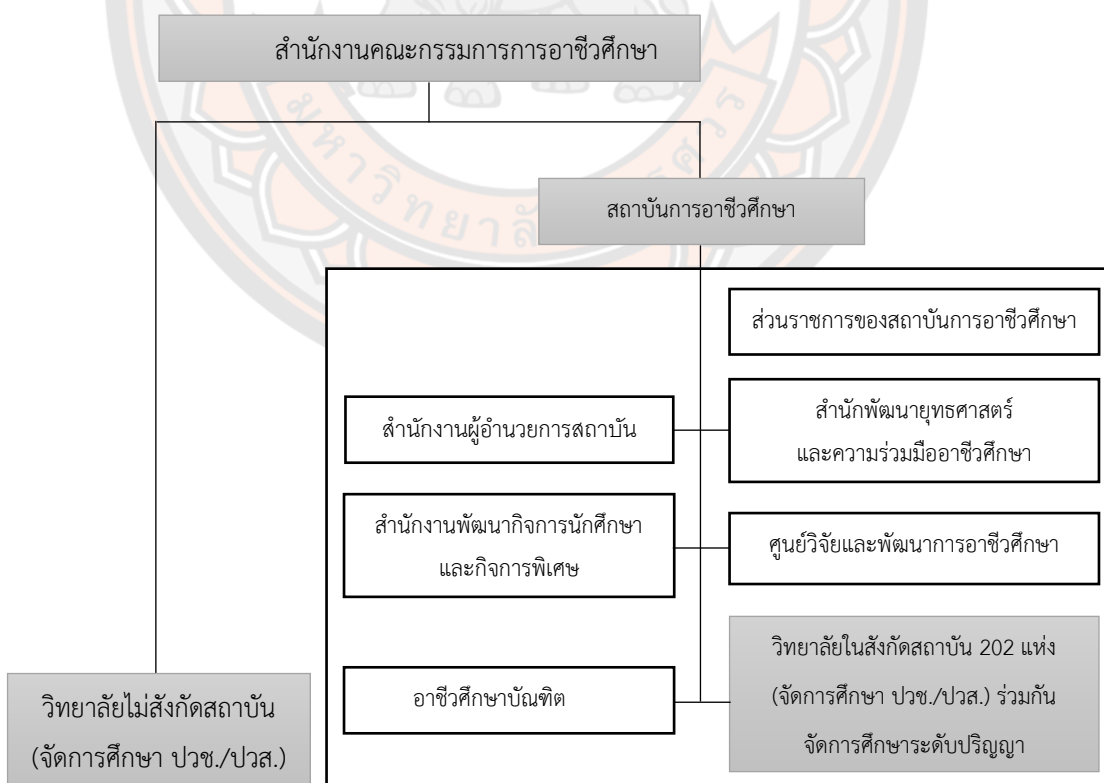 สำนักงานคณะกรรมการการอาชีวศึกษา
สถาบันการอาชีวศึกษา
ส่วนราชการของสถาบันการอาชีวศึกษา
สำนักงานผู้อำนวยการสถาบัน
สำนักพัฒนายุทธศาสตร์
และความร่วมมืออาชีวศึกษา
สำนักงานพัฒนากิจการนักศึกษา
และกิจการพิเศษ
ศูนย์วิจัยและพัฒนาการอาชีวศึกษา
อาชีวศึกษาบัณฑิต
วิทยาลัยในสังกัดสถาบัน 202 แห่ง
(จัดการศึกษา ปวช./ปวส.) ร่วมกัน
จัดการศึกษาระดับปริญญา
วิทยาลัยไม่สังกัดสถาบัน
(จัดการศึกษา ปวช./ปวส.)